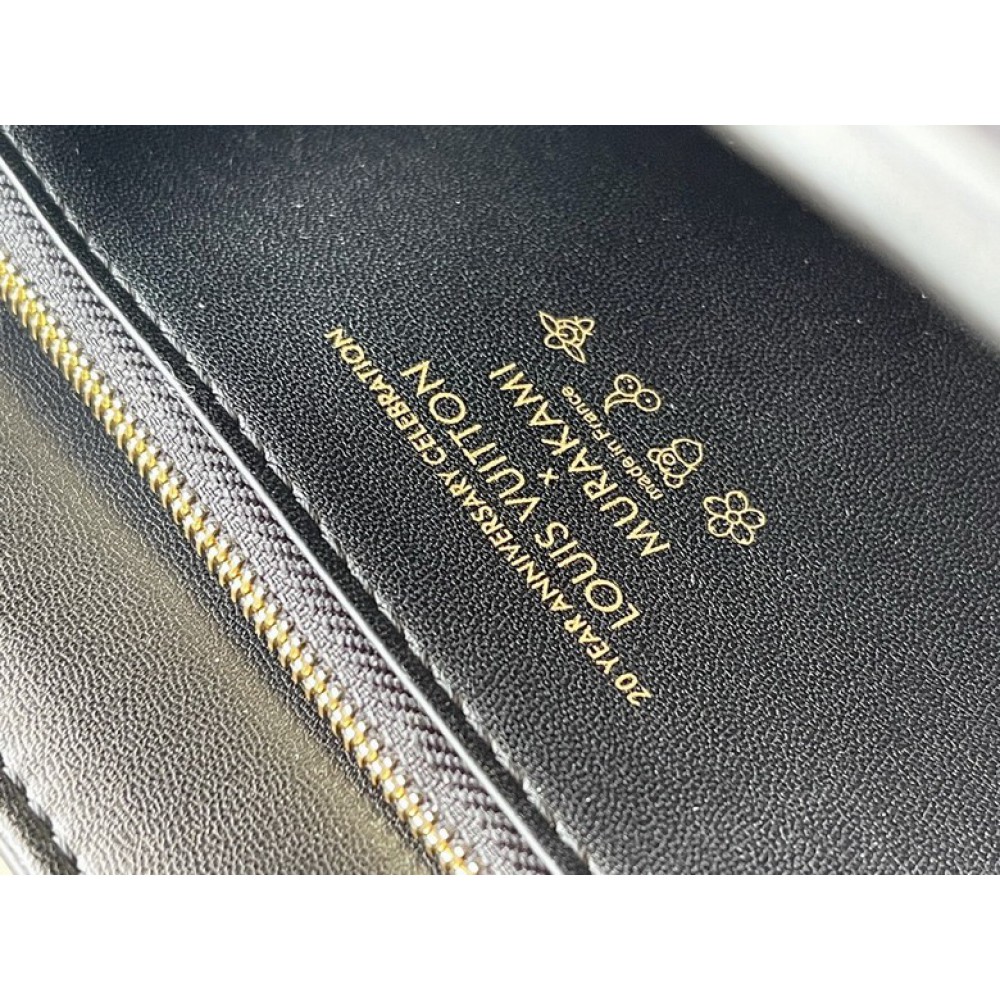 20 YEAR ANNIVERSARY CELEBRATION
LOUIS VUITTON
×
MURAKAMI
made in France